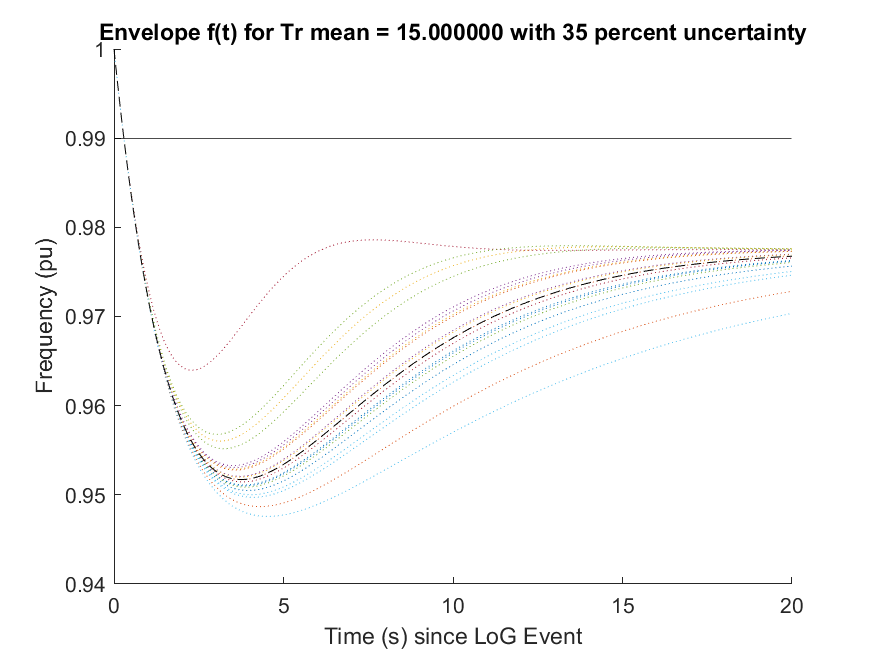 Envelope f(t) for Tr mean = 15.000000 with 35 percent uncertainty
1
0.99
0.98
0.97
0.96
0.95
0.94
Frequency (pu)
0 5 10 15 20
Time (s) since LoG Event